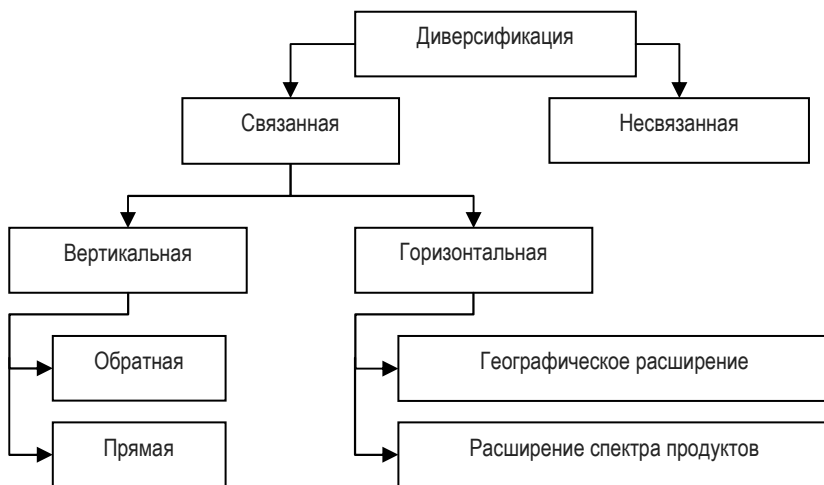 Диверсификация
Связанная
Несвязанная
Вертикальная
Горизонтальная
Обратная
Географическое расширение
Прямая
Расширение спектра продуктов